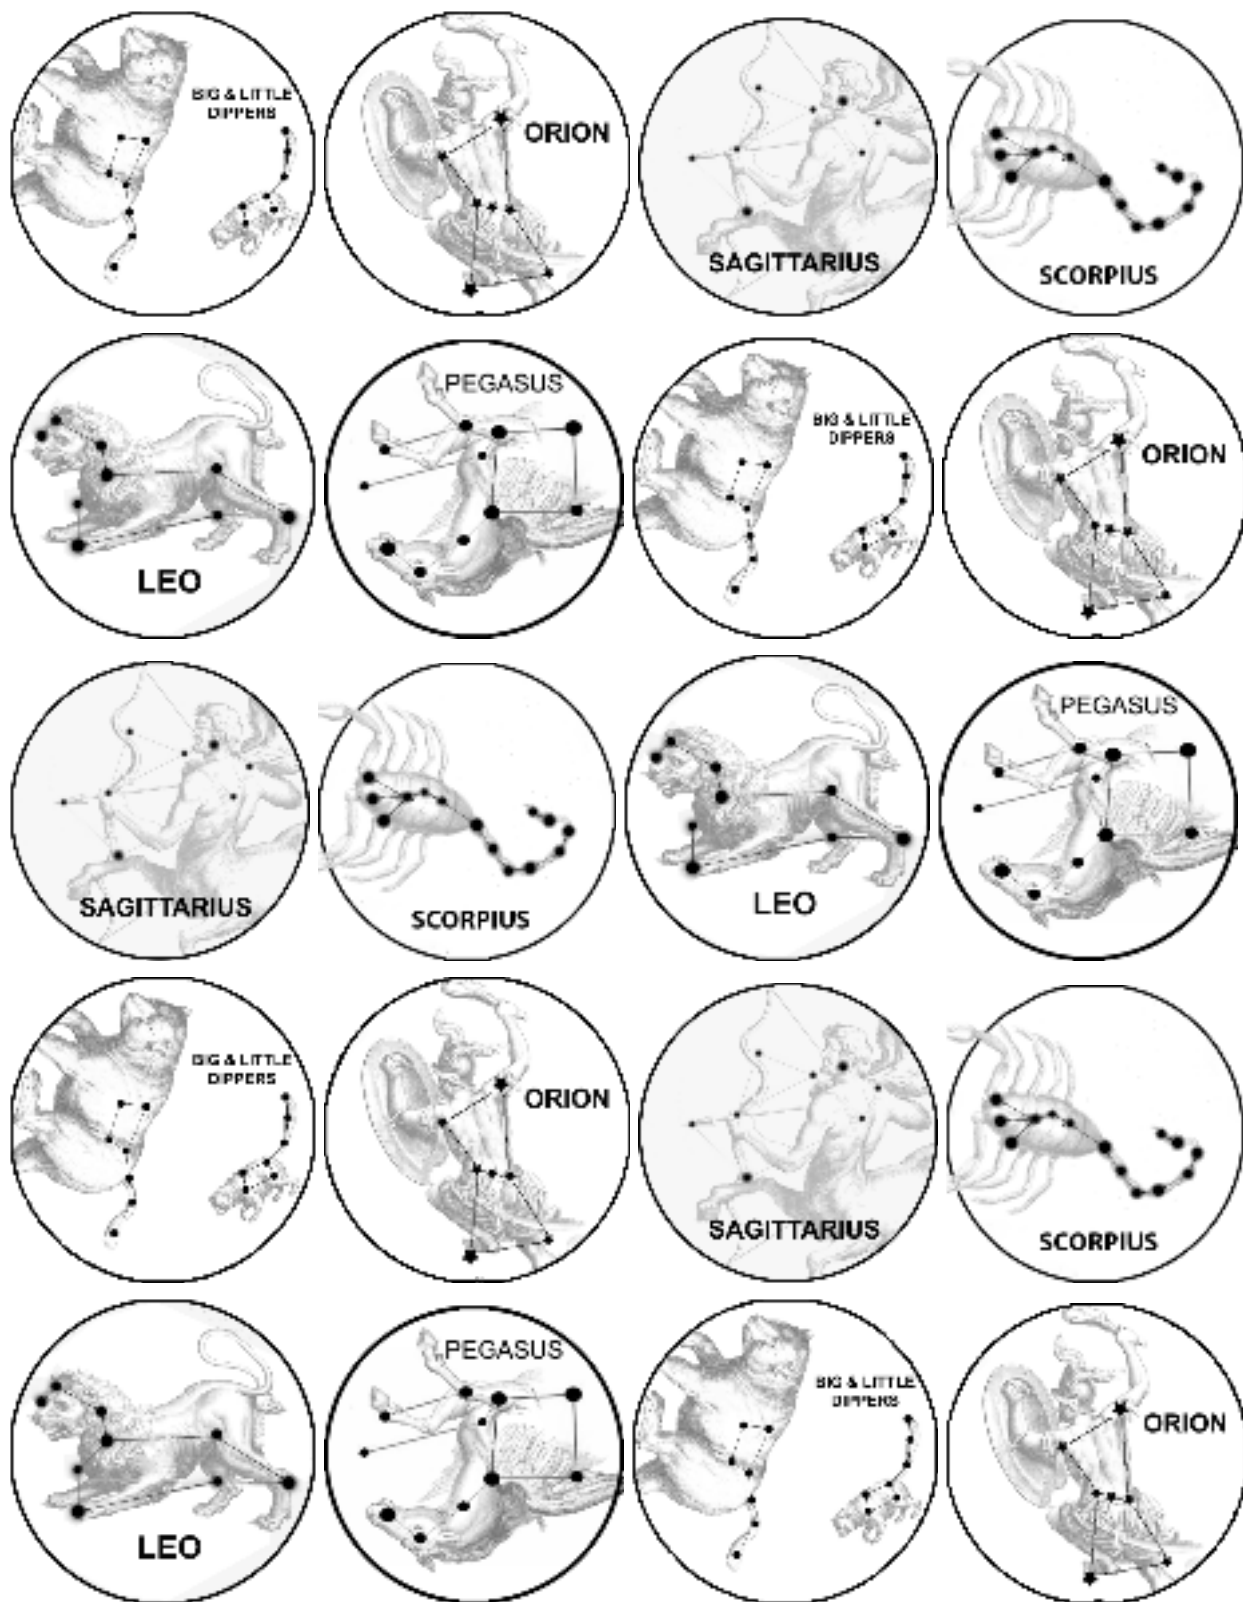 BIG & LITTLE
DIPPERS
ORION
SAGITTARIUS
SCORPIUS
LEO
PEGASUS
BIG & LITTLE
DIPPERS
ORION
SAGITTARIUS
SCORPIUS
LEO
PEGASUS
BIG & LITTLE
DIPPERS
ORION
SAGITTARIUS
SCORPIUS
LEO
PEGASUS
BIG & LITTLE
DIPPERS
ORION